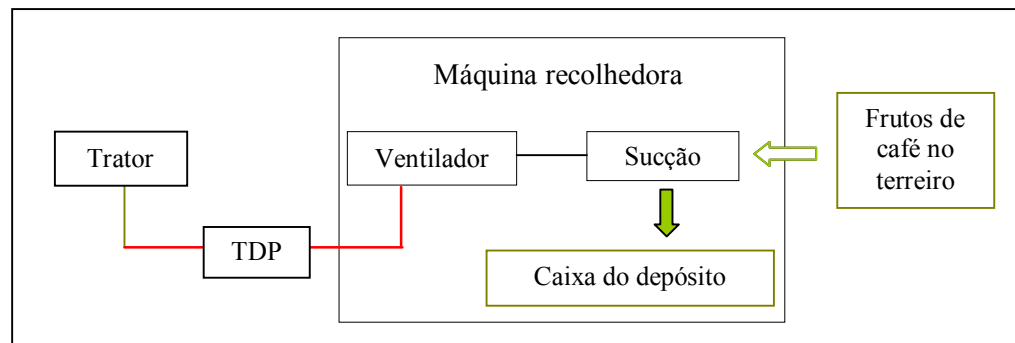 Máquina recolhedora
Trator
Ventilador
Sucção
Frutos de
café no
terreiro
TDP
Caixa do depósito